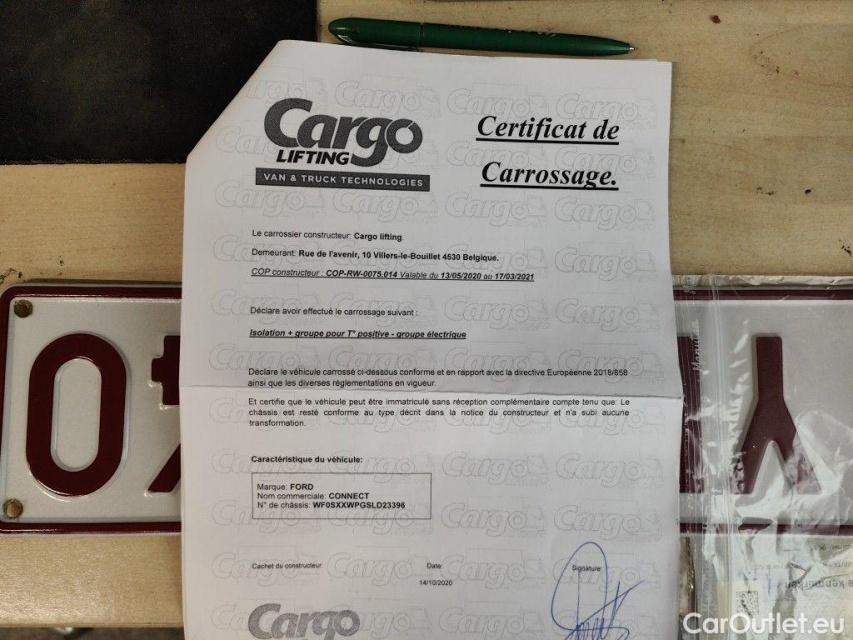 Cargo
LIFTING
VAN & TRUCK TECHNOLOGIES
Certificat de
Carrossage.
Le carrossier constructeur: Cargo lifting.
Demeurant: Rue de l'avenir, 10 Villers-le-Bouillet 4530 Belgique.
COP constructeur : COP-RW-0075.014 Valable du 13/05/2020 au 17/03/2021
Déclare avoir effectué le carrossage suivant :
Isolation + groupe pour T° positive - groupe électrique
Déclare le véhicule carrossé ci-dessous conforme et en rapport avec la directive Européenne 2018/858
ainsi que les diverses réglementations en vigueur.
Et certifie que le véhicule peut être immatriculé sans réception complémentaire compte tenu que: Le
châssis est resté conforme au type décrit dans la notice du constructeur et n'a subi aucune
transformation.
Caractéristique du véhicule:
Marque: FORD
Nom commerciale: CONNECT
N° de châssis: WF0SXXWPGSLD23396
Cachet du constructeur
Date
Signature:
14/10/2020
Cargo
CarOutlet.eu